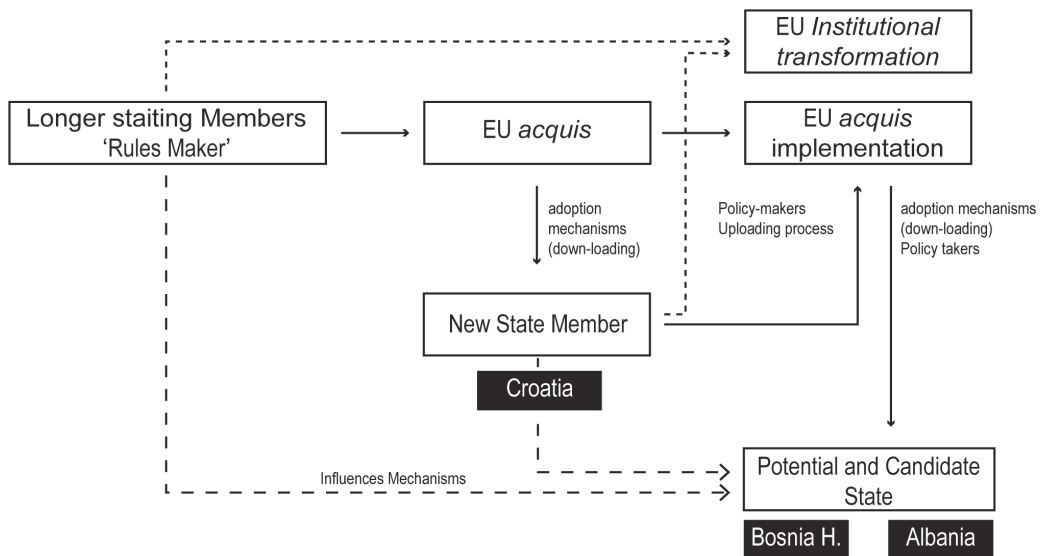 EU Institutional
transformation
Longer staiting Members
‘Rules Maker’
EU acquis
EU acquis
implementation
adoption
mechanisms
(down-loading)
Policy-makers
Uploading process
adoption mechanisms
(down-loading)
Policy takers
New State Member
Croatia
Influences Mechanisms
Potential and Candidate
State
Bosnia H.
Albania